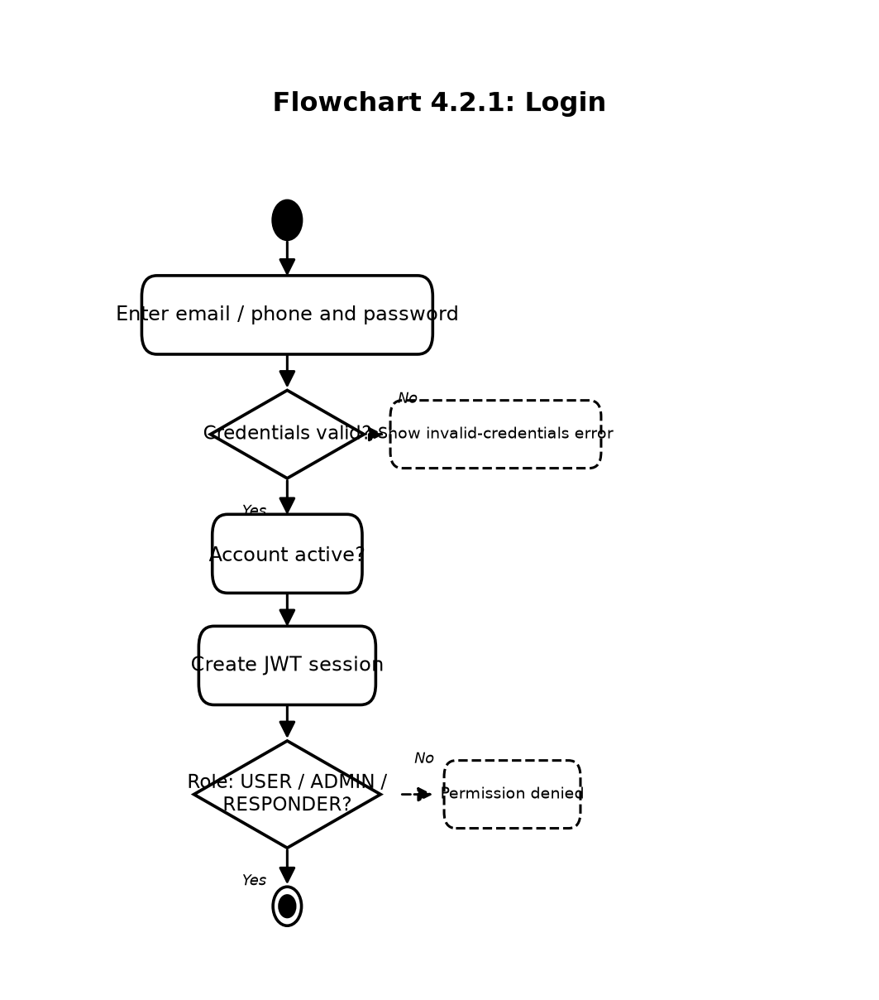 Flowchart 4.2.1: Login
Enter email / phone and password
No
Credentials valid?
Show invalid-credentials error
Yes
Account active?
Create JWT session
No
Role: USER / ADMIN /
RESPONDER?
Permission denied
Yes